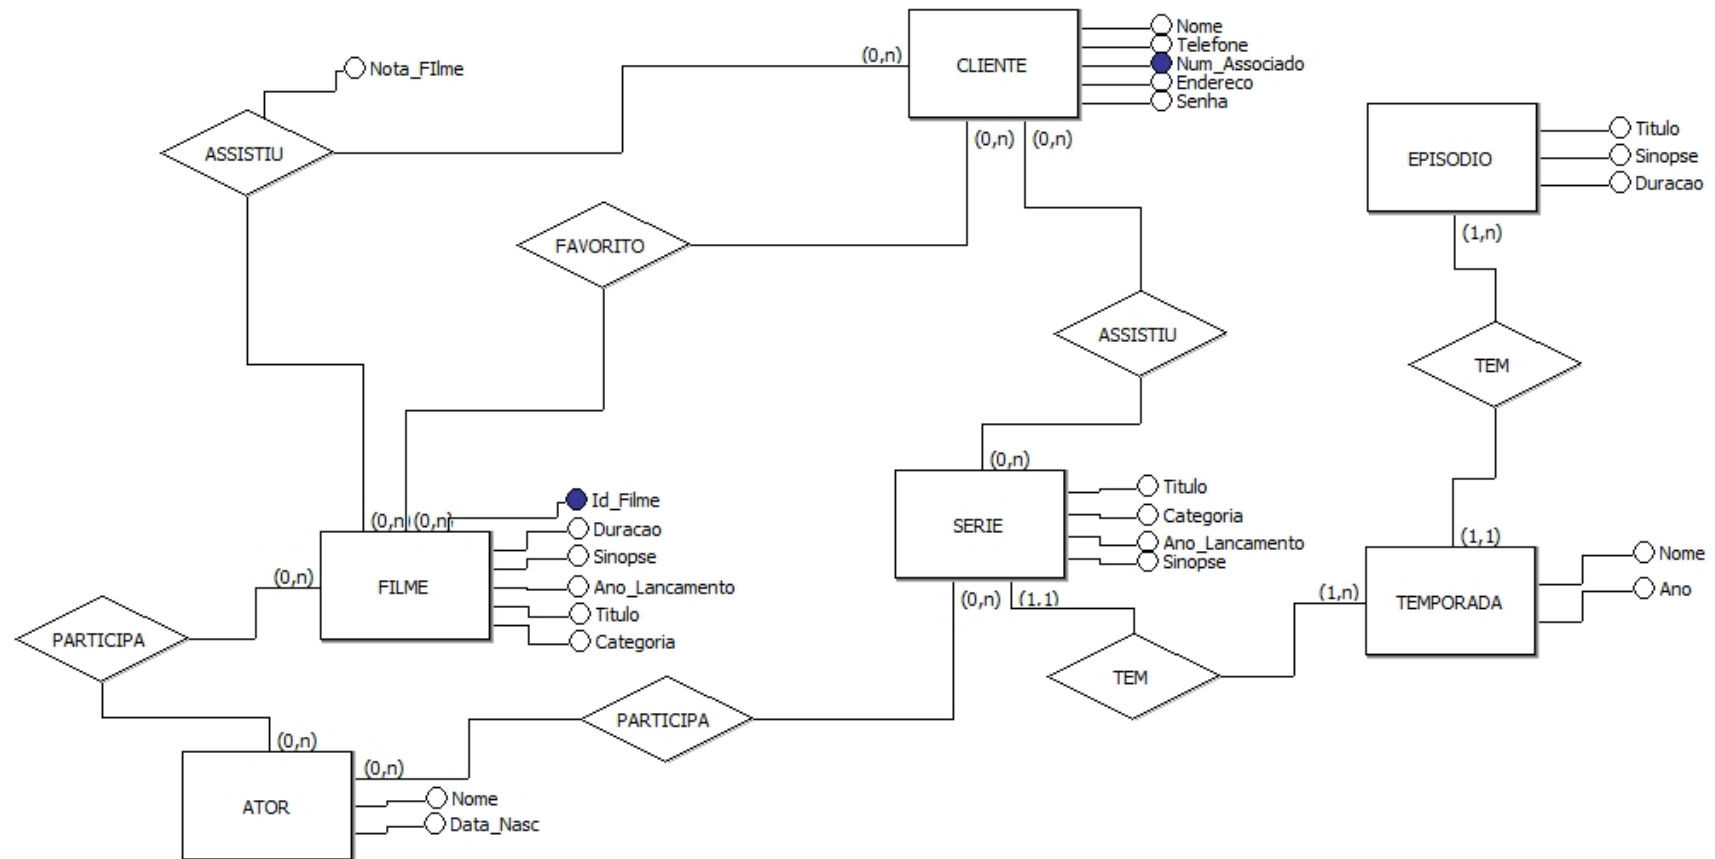 Nome
Telefone
Num_Associado
Endereco
Senha
(0,n)
CLIENTE
Nota_FIlme
ASSISTIU
(0,n)
(0,n)
EPISODIO
Titulo
Sinopse
Duracao
(1,n)
FAVORITO
ASSISTIU
TEM
(0,n)
Titulo
Categoria
Ano_Lancamento
Sinopse
SERIE
(0,n)
(0,n)
Id_Filme
Duracao
Sinopse
Ano_Lancamento
Titulo
Categoria
FILME
(0,n)
(1,1)
Nome
Ano
TEMPORADA
(1,n)
(0,n)
(1,1)
PARTICIPA
TEM
PARTICIPA
(0,n)
(0,n)
ATOR
Nome
Data_Nasc